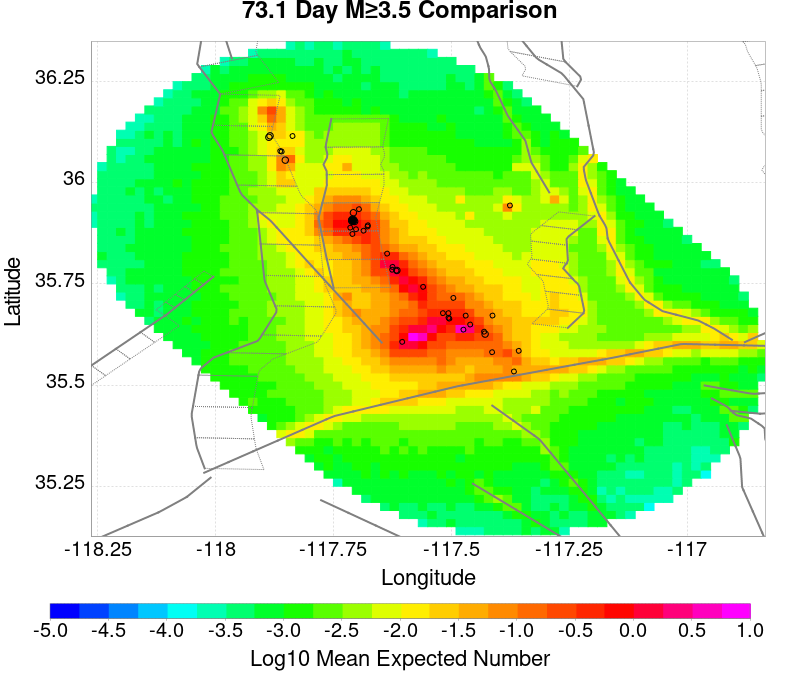 73.1 Day M≥3.5 Comparison
36.25
36
35.75
35.5
35.25
Latitude
-118.25 -118 -117.75 -117.5 -117.25 -117
Longitude
-5.0 -4.5 -4.0 -3.5 -3.0 -2.5 -2.0 -1.5 -1.0 -0.5 0.0 0.5 1.0
Log10 Mean Expected Number